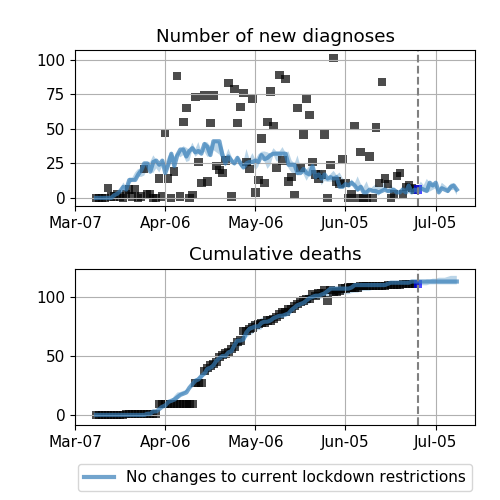 Number of new diagnoses
100
75
50
25
0
Mar-07 Apr-06 May-06 Jun-05 Jul-05
Cumulative deaths
100
50
0
Mar-07 Apr-06 May-06 Jun-05 Jul-05
No changes to current lockdown restrictions